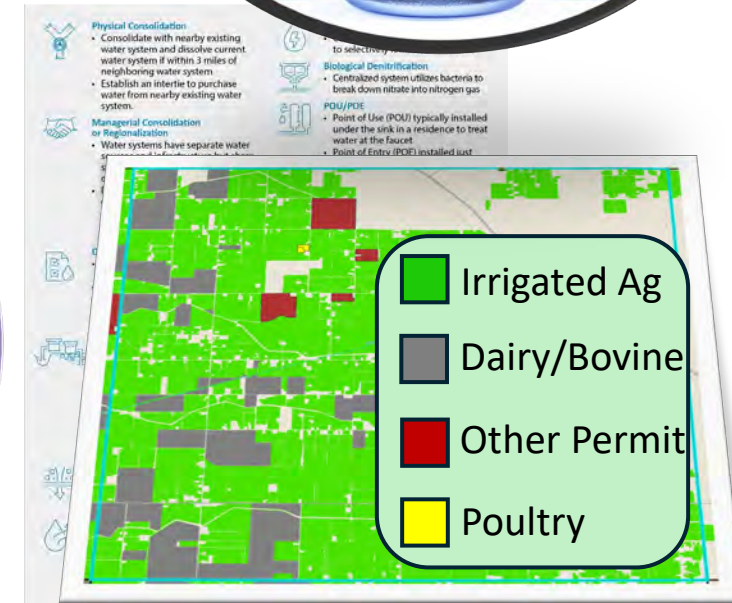 Physical Consolidation
• Consolidate with nearby existing
water system and dissolve current
water system if within 3 miles of
neighboring water system
• Establish an intertie to purchase
water from nearby existing water
system.
Managerial Consolidation
or Regionalization
• Water systems have separate water
to selectively
Biological Denitrification
• Centralized system utilizes bacteria to
break down nitrate into nitrogen gas
POU/POE
• Point of Use (POU) typically installed
under the sink in a residence to treat
water at the faucet
• Point of Entry (POE) installed just
Irrigated Ag
Dairy/Bovine
Other Permit
Poultry